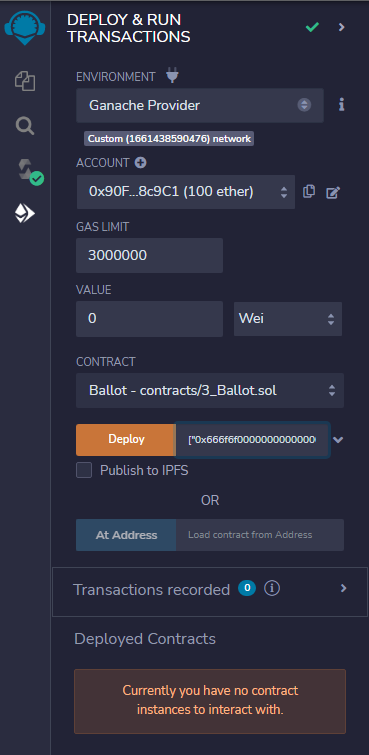 DEPLOY & RUN
TRANSACTIONS
ENVIRONMENT
Ganache Provider
Custom (1661438590476) network
ACCOUNT
0x90F...8c9C1 (100 ether)
GAS LIMIT
3000000
VALUE
0
Wei
CONTRACT
Ballot - contracts/3_Ballot.sol
Deploy
["0x666f6f0000000000000
Publish to IPFS
OR
At Address
Load contract from Address
Transactions recorded 0
Deployed Contracts
Currently you have no contract
instances to interact with.